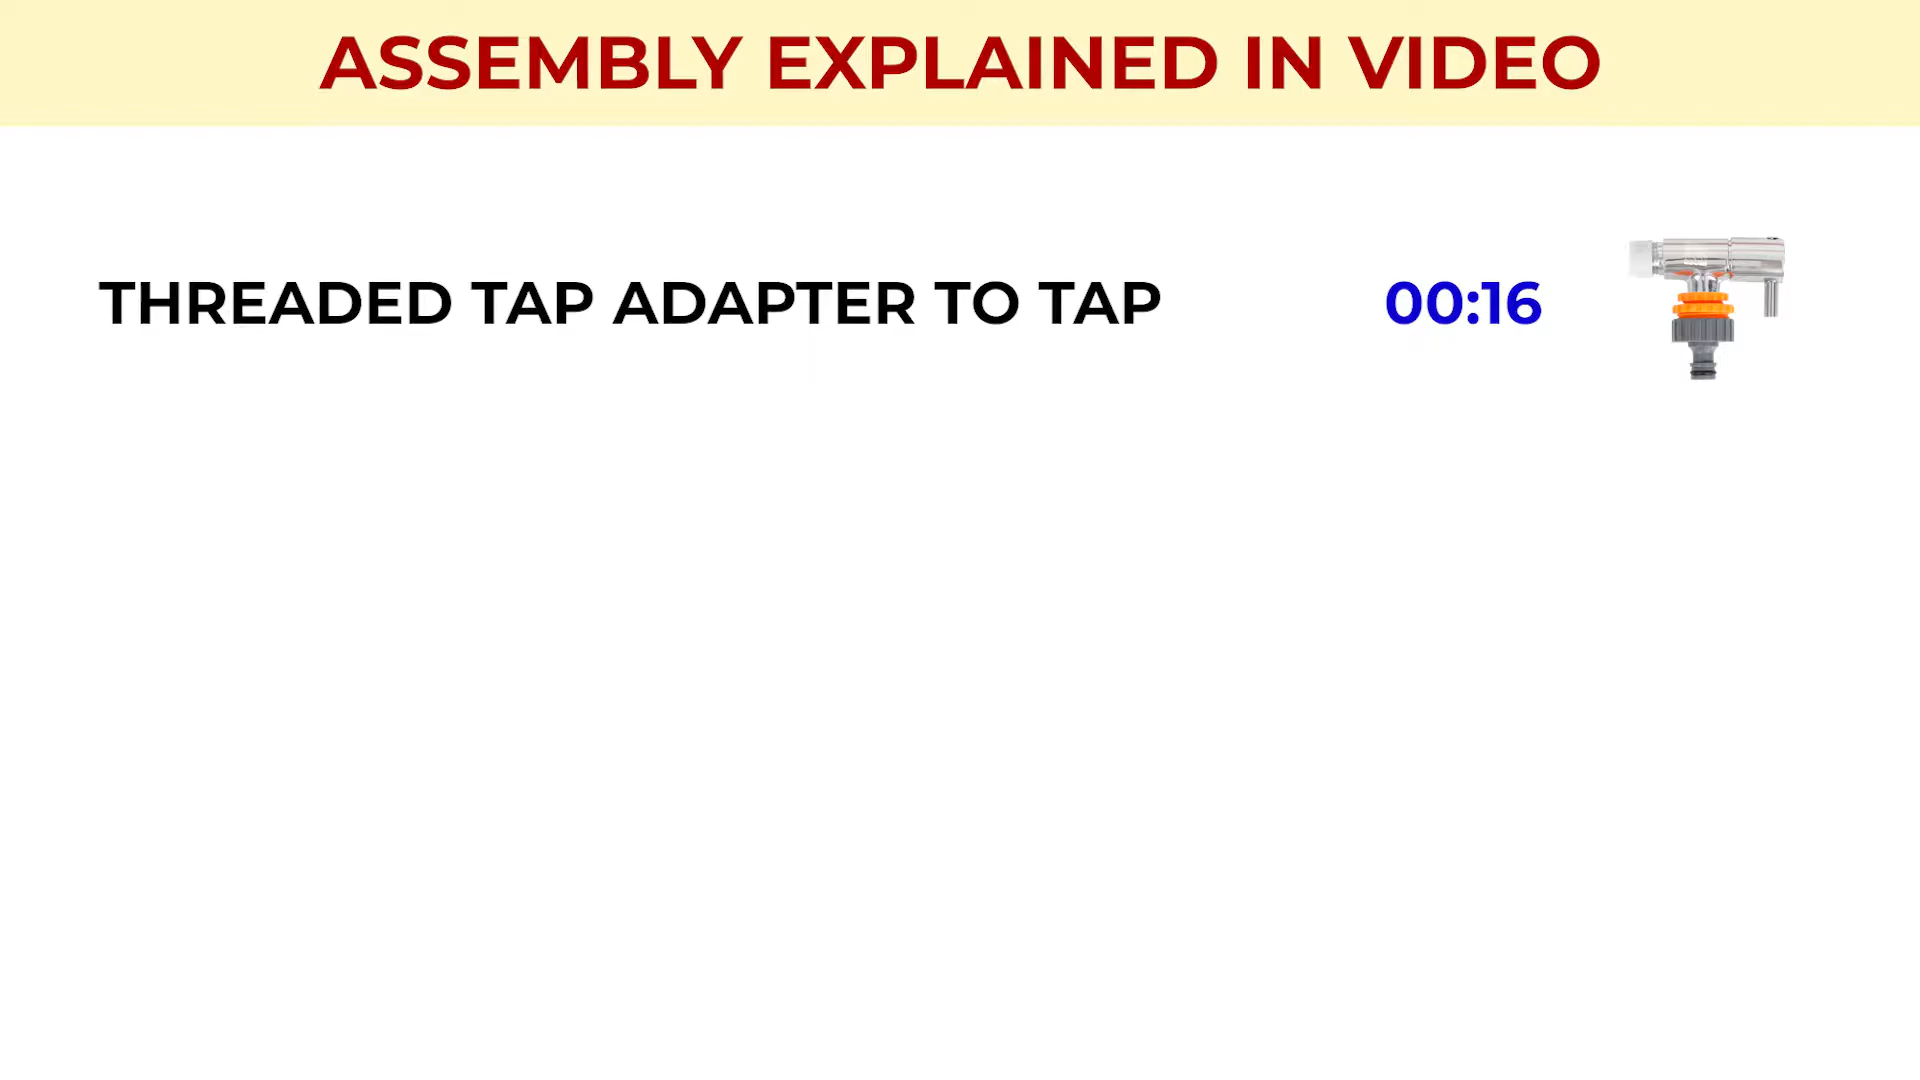 ASSEMBLY EXPLAINED IN VIDEO
THREADED TAP ADAPTER TO TAP 00:16